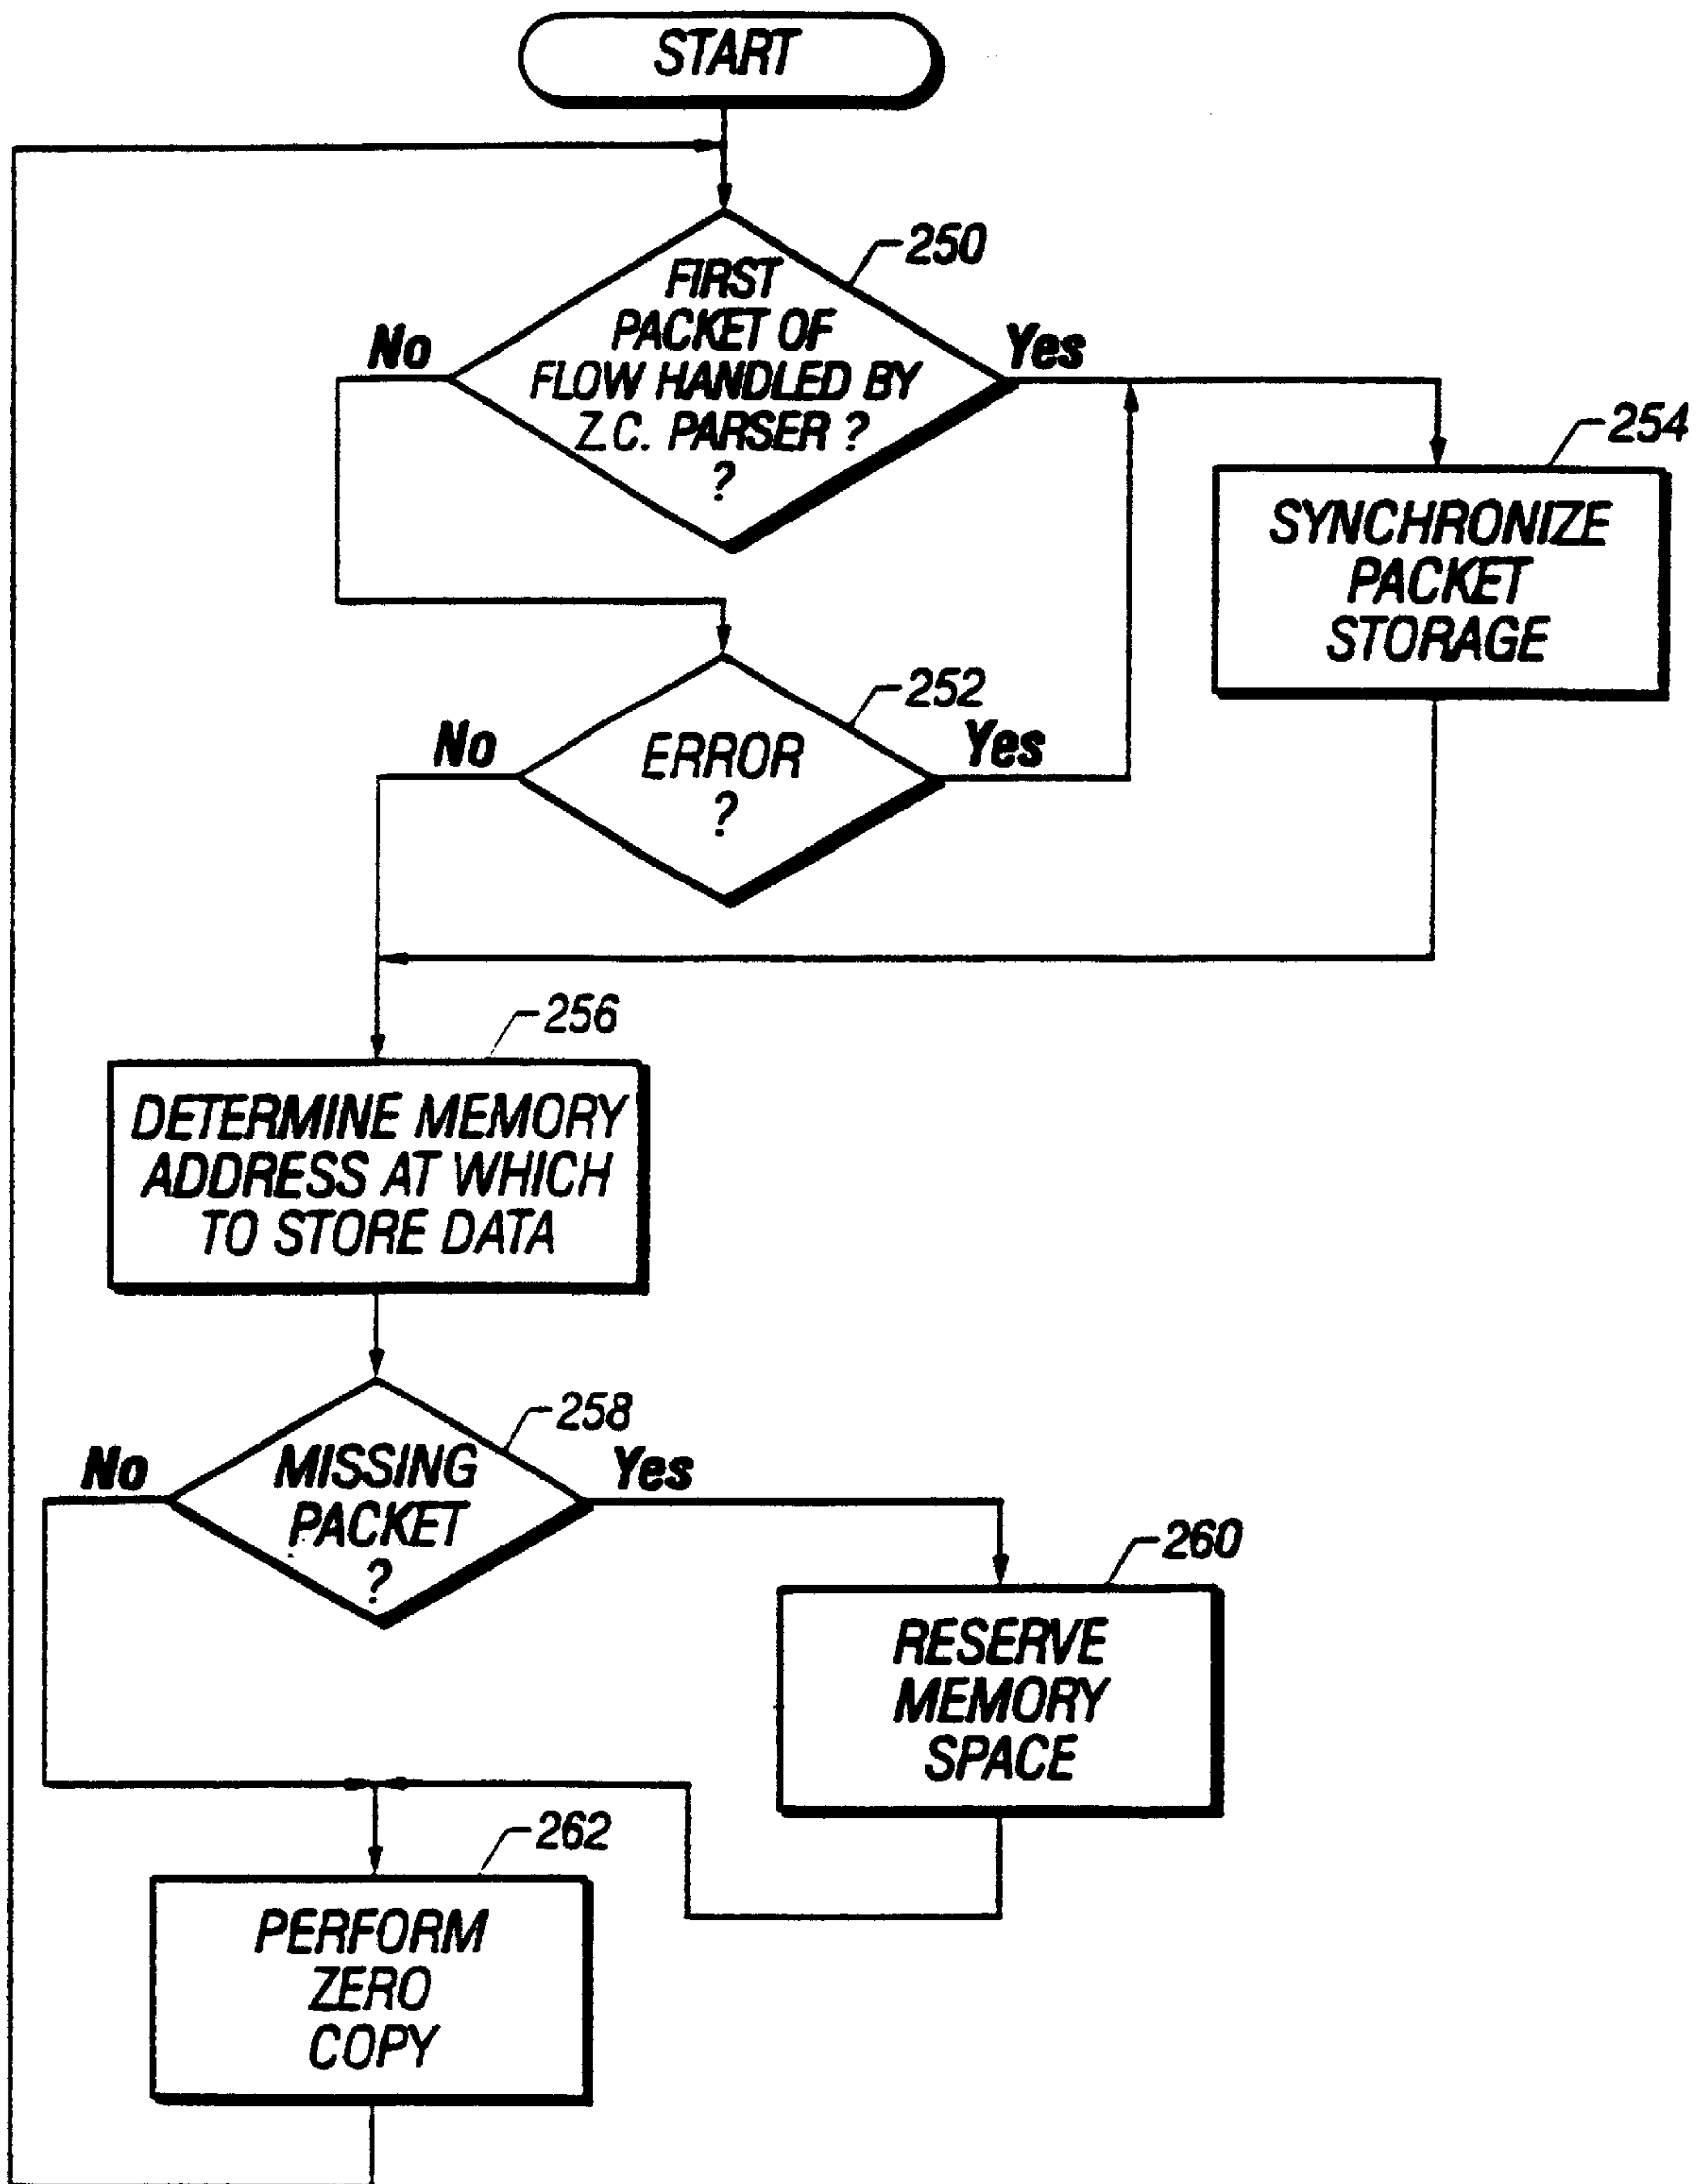 START
250
FIRST
PACKET OF
FLOW HANDLED BY
Z.C. PARSER ?
?
No
Yes
254
SYNCHRONIZE
PACKET
STORAGE
252
ERROR
?
No
Yes
256
DETERMINE MEMORY
ADDRESS AT WHICH
TO STORE DATA
258
MISSING
PACKET
?
No
Yes
260
RESERVE
MEMORY
SPACE
262
PERFORM
ZERO
COPY